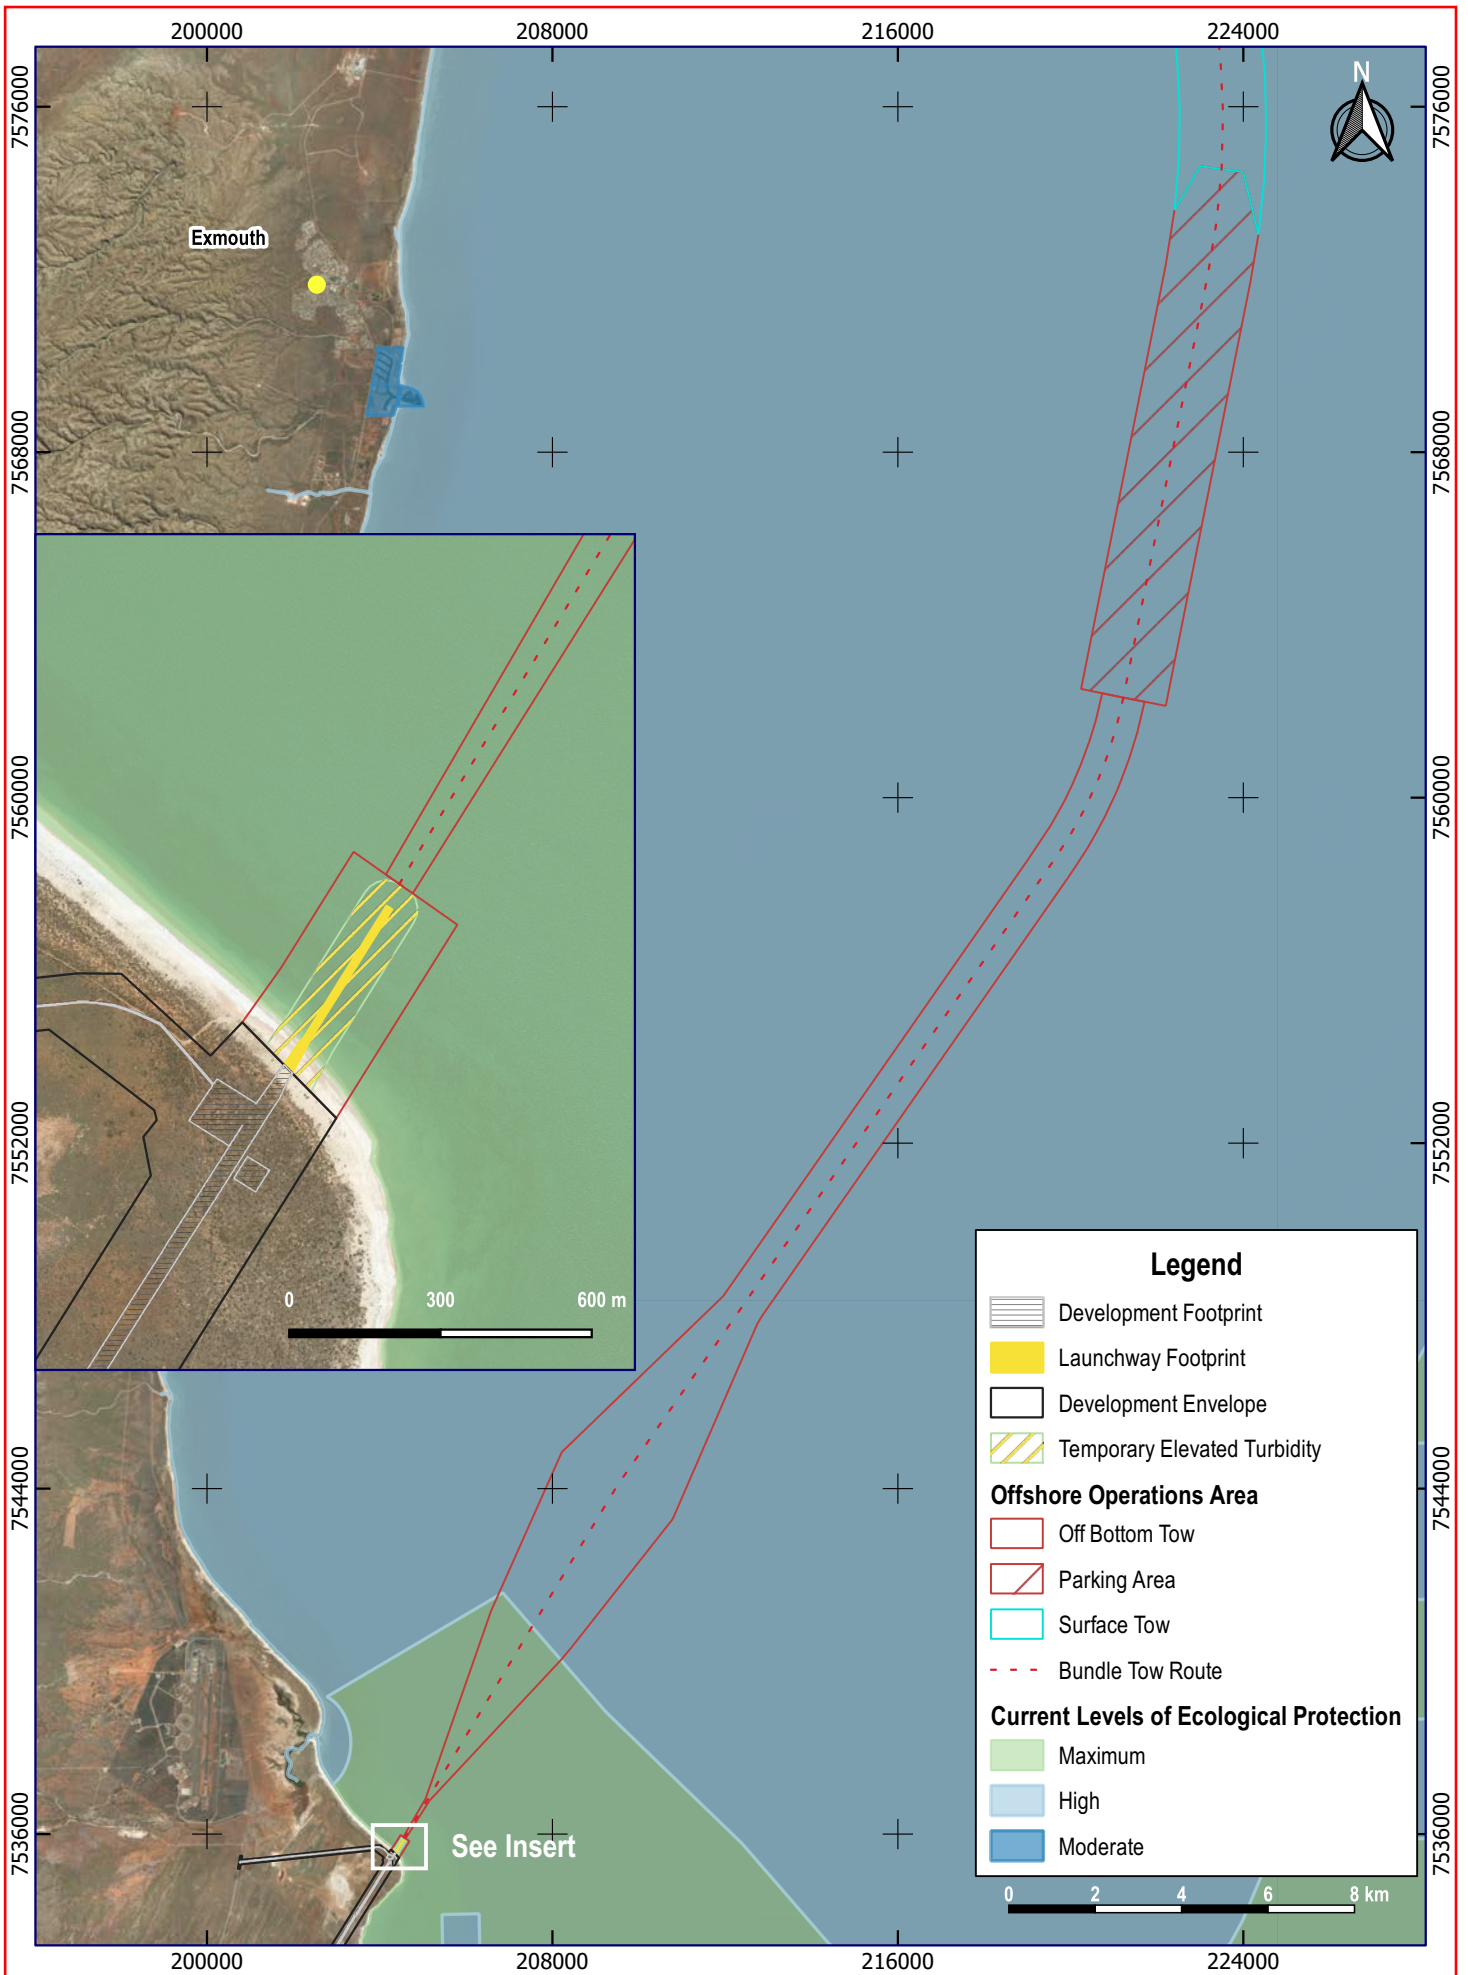 200000
208000
216000
224000
7576000
7576000
N
Exmouth
7568000
7568000
7560000
7560000
7552000
7552000
0
300
600 m
Legend
Development Footprint
Launchway Footprint
Development Envelope
Temporary Elevated Turbidity
Offshore Operations Area
Off Bottom Tow
Parking Area
Surface Tow
Bundle Tow Route
Current Levels of Ecological Protection
Maximum
High
Moderate
7544000
7544000
7536000
7536000
See Insert
0
2
4
6
8 km
200000
208000
216000
224000